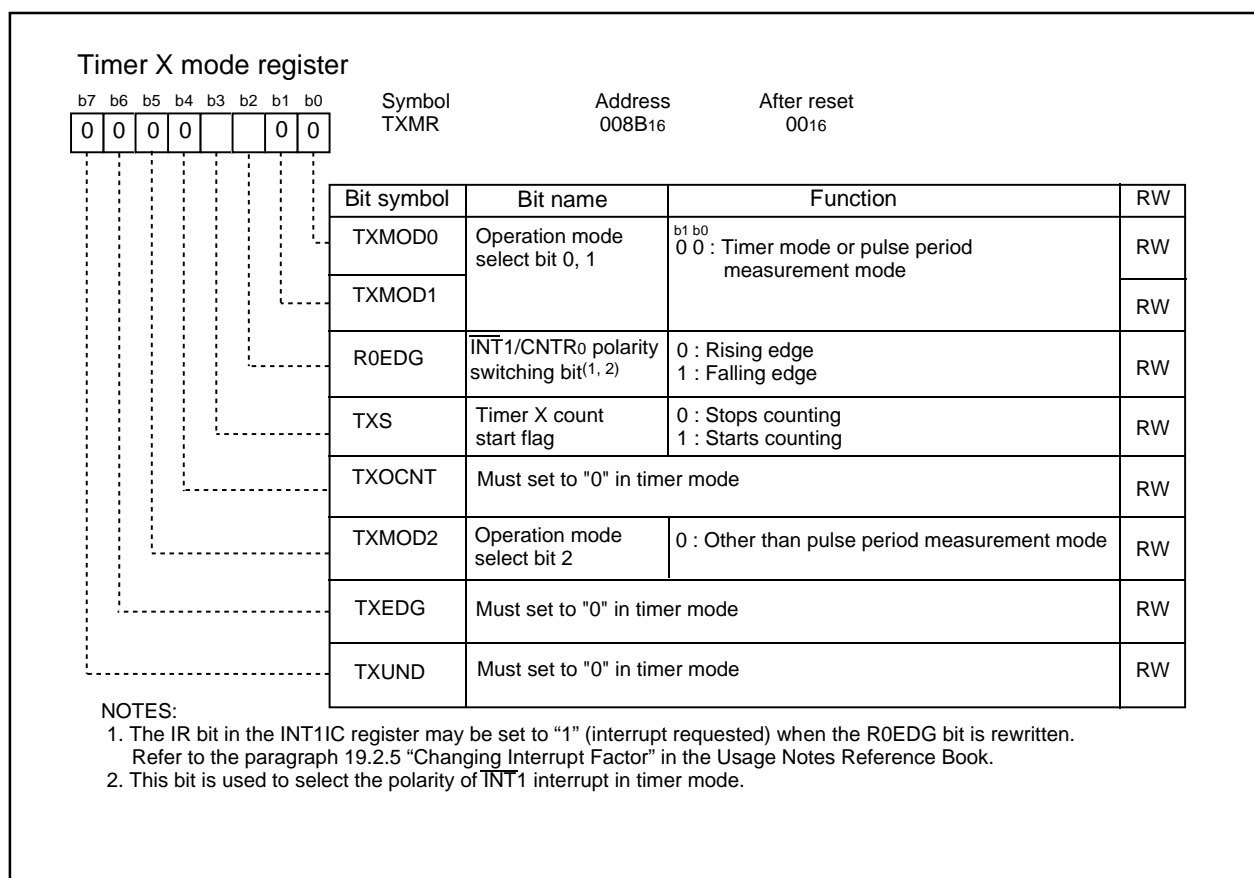 Timer X mode register
b7 b6 b5 b4 b3 b2 b1 b0
Symbol Address After reset
TXMR 008B16 0016
0 0 0 0 0 0
Bit symbol Bit name Function RW
TXMOD0 Operation mode select bit 0, 1 b1 b0
0 0 : Timer mode or pulse period measurement mode RW
TXMOD1 RW
R0EDG INT1/CNTR0 polarity switching bit(1, 2) 0 : Rising edge
1 : Falling edge RW
TXS Timer X count start flag 0 : Stops counting
1 : Starts counting RW
TXOCNT Must set to "0" in timer mode RW
TXMOD2 Operation mode select bit 2 0 : Other than pulse period measurement mode RW
TXEDG Must set to "0" in timer mode RW
TXUND Must set to "0" in timer mode RW
NOTES:
1. The IR bit in the INT1IC register may be set to “1” (interrupt requested) when the R0EDG bit is rewritten.
Refer to the paragraph 19.2.5 “Changing Interrupt Factor” in the Usage Notes Reference Book.
2. This bit is used to select the polarity of INT1 interrupt in timer mode.